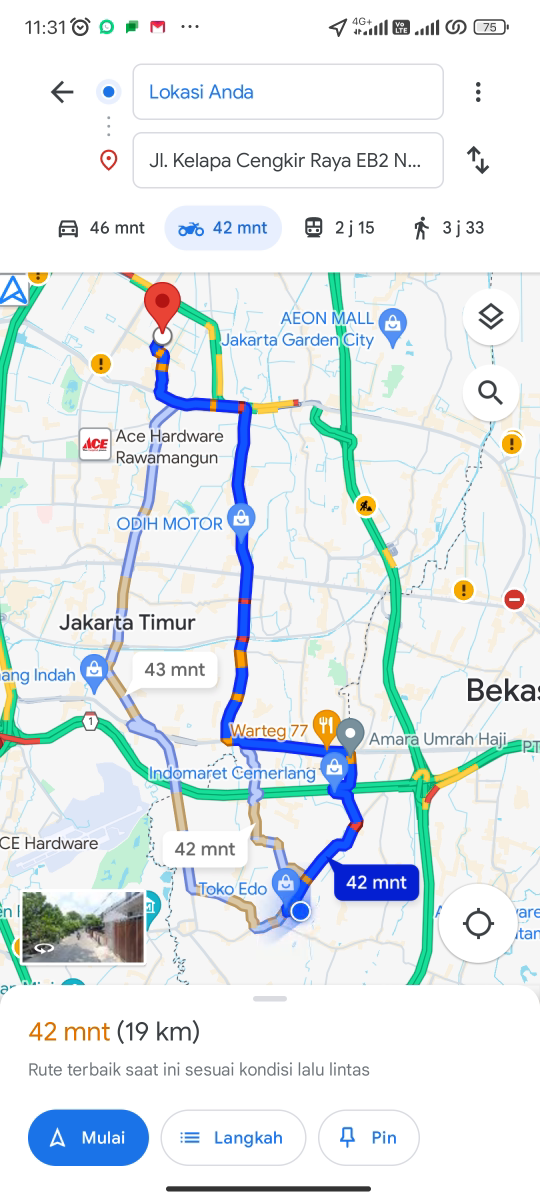 11:31
4G+
Vo LTE
75
Lokasi Anda
Jl. Kelapa Cengkir Raya EB2 N...
46 mnt
42 mnt
2 j 15
3 j 33
AEON MALL
Jakarta Garden City
ACE
Ace Hardware
Rawamangun
ODIH MOTOR
Jakarta Timur
ang Indah
43 mnt
1
Bekas
Warteg 77
Amara Umrah Haji
PT
Indomaret Cemerlang
CE Hardware
42 mnt
Toko Edo
42 mnt
42 mnt (19 km)
Rute terbaik saat ini sesuai kondisi lalu lintas
Mulai
Langkah
Pin